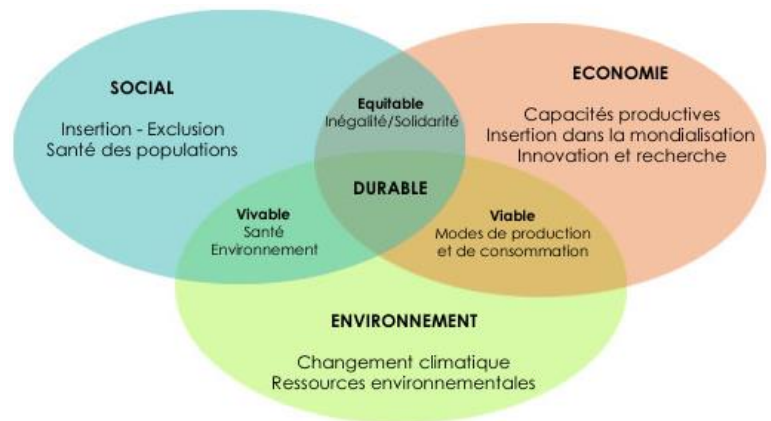 SOCIAL
Insertion - Exclusion
Santé des populations
ECONOMIE
Capacités productives
Insertion dans la mondialisation
Innovation et recherche
Equitable
Inégalité/Solidarité
DURABLE
Vivable
Santé
Environnement
Viable
Modes de production
et de consommation
ENVIRONNEMENT
Changement climatique
Ressources environnementales